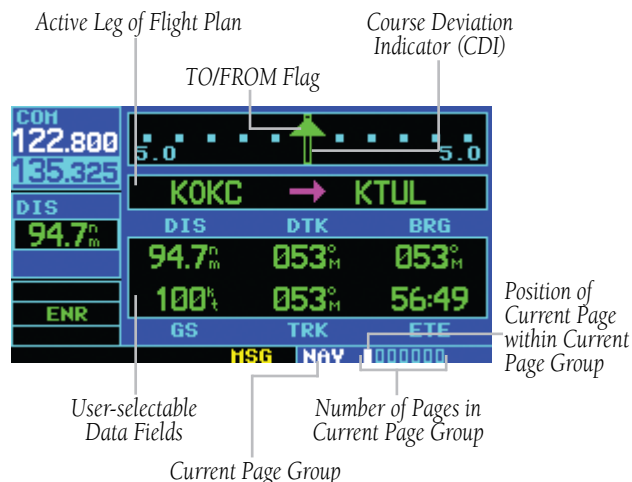 Active Leg of Flight Plan
Course Deviation
Indicator (CDI)
TO/FROM Flag
COM
122.800
135.325
5.0
5.0
KOKC
KTUL
DIS
94.7nm
DIS DTK BRG
94.7nm 053°M 053°M
100kt 053°M 56:49
GS TRK ETE
ENR
MSG NAV
Position of
Current Page
within Current
Page Group
User-selectable
Data Fields
Number of Pages in
Current Page Group
Current Page Group